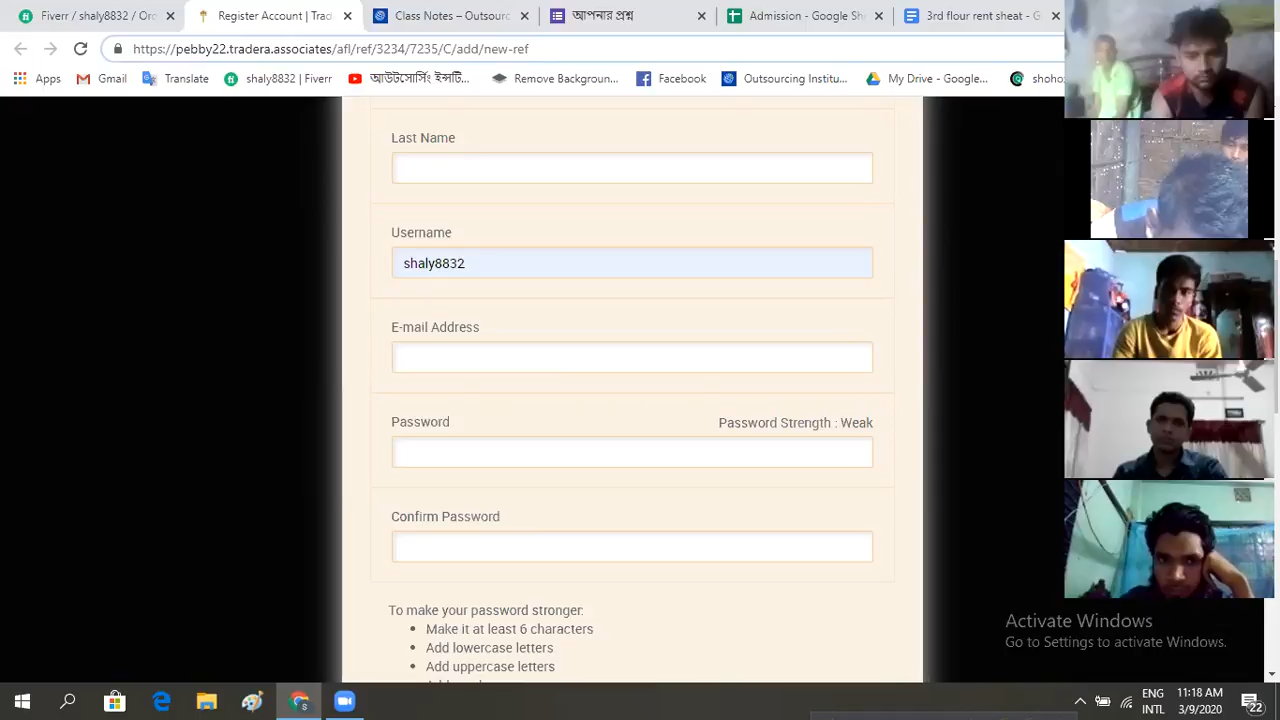 Fiverr / shaly8832 / Or
Register Account | Trad
Class Notes - Outsourc
আপনার প্রশ্ন
Admission - Google Sh
3rd flour rent sheat - G
https://pebby22.tradera.associates/afl/ref/3234/7235/C/add/new-ref
Apps
Gmail
Translate
shaly8832 | Fiverr
আউটসোর্সিং ইন্সটি...
Remove Backgroun...
Facebook
Outsourcing Institu...
My Drive - Google...
shoho
Last Name
Username
shaly8832
E-mail Address
Password
Password Strength : Weak
Confirm Password
To make your password stronger:
Make it at least 6 characters
Add lowercase letters
Add uppercase letters
Activate Windows
Go to Settings to activate Windows.
ENG
INTL
11:18 AM
3/9/2020
22